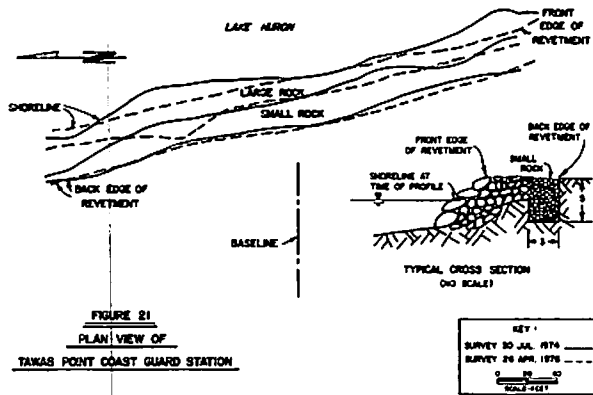 LAKE HURON
FRONT
EDGE OF
REVETMENT
LARGE ROCK
SHORELINE
SMALL ROCK
BACK EDGE OF
REVETMENT
FRONT EDGE
OF REVETMENT
BACK EDGE OF
REVETMENT
SMALL
ROCK
SHORELINE AT
TIME OF PROFILE
BASELINE
TYPICAL CROSS SECTION
(NO SCALE)
FIGURE 21
PLAN VIEW OF
TAWAS POINT COAST GUARD STATION
KEY:
SURVEY 30 JUL. 1974
SURVEY 26 APR. 1976
SCALE-FEET